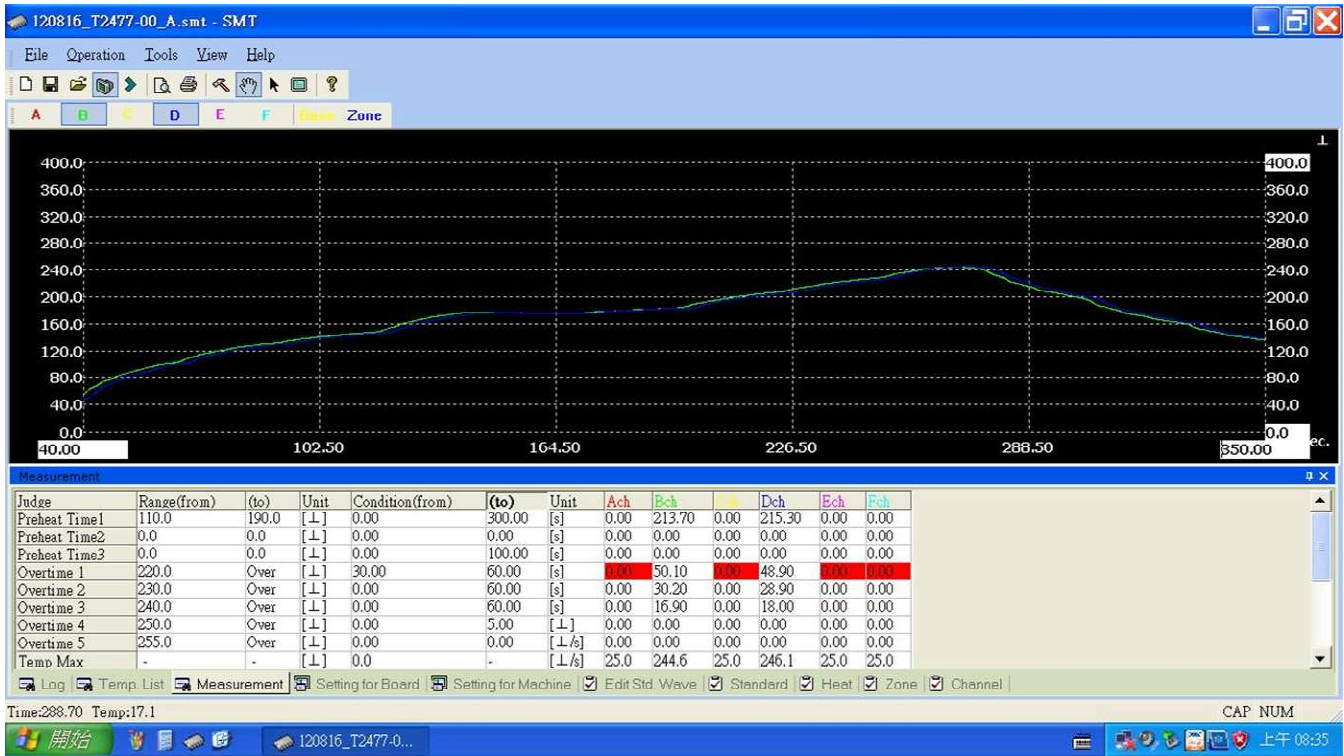 120816_T2477-00_A.smt - SMT
File Operation Tools View Help
A B C D E F Base Zone
⊥
400.0 400.0
360.0 360.0
320.0 320.0
280.0 280.0
240.0 240.0
200.0 200.0
160.0 160.0
120.0 120.0
80.0 80.0
40.0 40.0
0.0 0.0
40.00 102.50 164.50 226.50 288.50 350.00 ec.
Measurement
Judge Range(from) (to) Unit Condition(from) (to) Unit Ach Bch Cch Dch Ech Fch
Preheat Time1 110.0 190.0 [⊥] 0.00 300.00 [s] 0.00 213.70 0.00 215.30 0.00 0.00
Preheat Time2 0.0 0.0 [⊥] 0.00 0.00 [s] 0.00 0.00 0.00 0.00 0.00 0.00
Preheat Time3 0.0 0.0 [⊥] 0.00 100.00 [s] 0.00 0.00 0.00 0.00 0.00 0.00
Overtime 1 220.0 Over [⊥] 30.00 60.00 [s] 0.00 50.10 0.00 48.90 0.00 0.00
Overtime 2 230.0 Over [⊥] 0.00 60.00 [s] 0.00 30.20 0.00 28.90 0.00 0.00
Overtime 3 240.0 Over [⊥] 0.00 60.00 [s] 0.00 16.90 0.00 18.00 0.00 0.00
Overtime 4 250.0 Over [⊥] 0.00 5.00 [⊥] 0.00 0.00 0.00 0.00 0.00 0.00
Overtime 5 255.0 Over [⊥] 0.00 0.00 [⊥/s] 0.00 0.00 0.00 0.00 0.00 0.00
Temp Max - - [⊥] 0.0 - [⊥/s] 25.0 244.6 25.0 246.1 25.0 25.0
Log Temp. List Measurement Setting for Board Setting for Machine Edit Std. Wave Standard Heat Zone Channel
Time:288.70 Temp:17.1 CAP NUM
開始 120816_T2477-0... 上午 08:35